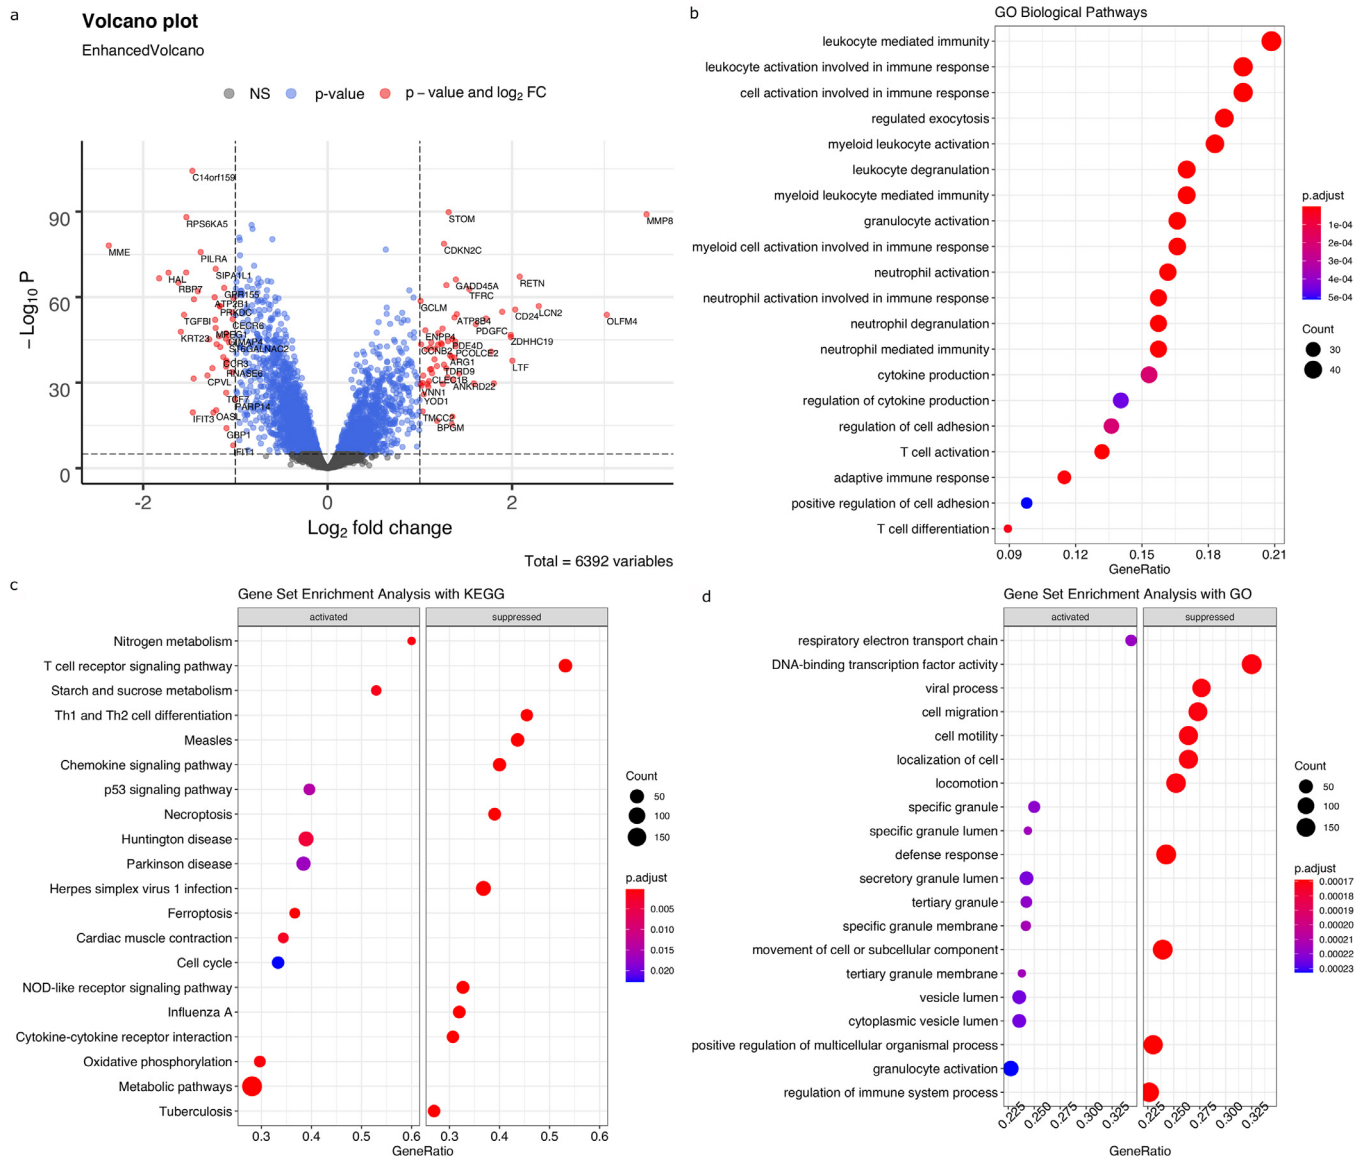 a
Volcano plot
EnhancedVolcano
NS
p-value
p − value and log2 FC
C14orf159
STOM
MMP8
RPS6KA5
CDKN2C
MME
PILRA
SIPA1L1
HAL
RETN
RBP7
GPR155
GADD45A
TFRC
ATP2B1
GCLM
LCN2
PRKDC
CD24
OLFM4
TGFBI
CECR6
ATP8B4
PDGFC
KRT23
MPEG1
ENPP4
ZDHHC19
GIMAP4
PDE4D
ST6GALNAC2
CCNB2
PCOLCE2
CCR3
ARG1
LTF
RNASE6
TDRD9
CPVL
CLEC1B
ANKRD22
VNN1
TCF7
YOD1
PARP14
IFIT3
OASL
TMCC2
GBP1
BPGM
IFIT1
90
60
30
0
−Log10 P
-2
0
2
Log2 fold change
Total = 6392 variables
b
GO Biological Pathways
leukocyte mediated immunity
leukocyte activation involved in immune response
cell activation involved in immune response
regulated exocytosis
myeloid leukocyte activation
leukocyte degranulation
myeloid leukocyte mediated immunity
granulocyte activation
myeloid cell activation involved in immune response
neutrophil activation
neutrophil activation involved in immune response
neutrophil degranulation
neutrophil mediated immunity
cytokine production
regulation of cytokine production
regulation of cell adhesion
T cell activation
adaptive immune response
positive regulation of cell adhesion
T cell differentiation
0.09
0.12
0.15
0.18
0.21
GeneRatio
p.adjust
1e-04
2e-04
3e-04
4e-04
5e-04
Count
30
40
c
Gene Set Enrichment Analysis with KEGG
activated
suppressed
Nitrogen metabolism
T cell receptor signaling pathway
Starch and sucrose metabolism
Th1 and Th2 cell differentiation
Measles
Chemokine signaling pathway
p53 signaling pathway
Necroptosis
Huntington disease
Parkinson disease
Herpes simplex virus 1 infection
Ferroptosis
Cardiac muscle contraction
Cell cycle
NOD-like receptor signaling pathway
Influenza A
Cytokine-cytokine receptor interaction
Oxidative phosphorylation
Metabolic pathways
Tuberculosis
0.3
0.4
0.5
0.6
0.3
0.4
0.5
0.6
GeneRatio
Count
50
100
150
p.adjust
0.005
0.010
0.015
0.020
d
Gene Set Enrichment Analysis with GO
activated
suppressed
respiratory electron transport chain
DNA-binding transcription factor activity
viral process
cell migration
cell motility
localization of cell
locomotion
specific granule
specific granule lumen
defense response
secretory granule lumen
tertiary granule
specific granule membrane
movement of cell or subcellular component
tertiary granule membrane
vesicle lumen
cytoplasmic vesicle lumen
positive regulation of multicellular organismal process
granulocyte activation
regulation of immune system process
0.225
0.250
0.275
0.300
0.325
0.225
0.250
0.275
0.300
0.325
GeneRatio
Count
50
100
150
p.adjust
0.00017
0.00018
0.00019
0.00020
0.00021
0.00022
0.00023